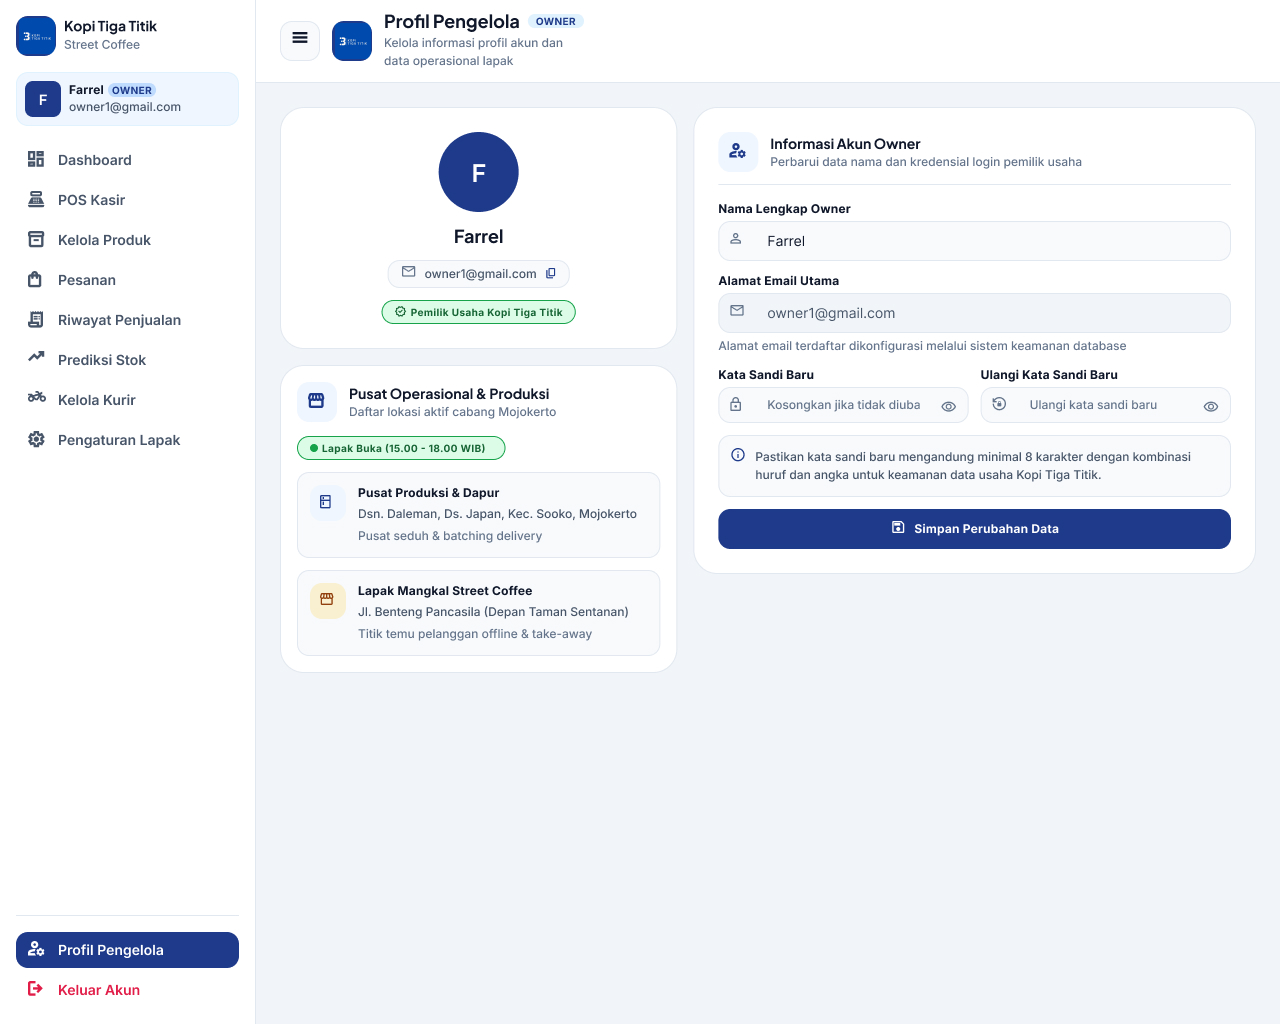 Kopi Tiga Titik
Street Coffee
F
Farrel OWNER
owner1@gmail.com
Dashboard
POS Kasir
Kelola Produk
Pesanan
Riwayat Penjualan
Prediksi Stok
Kelola Kurir
Pengaturan Lapak
Profil Pengelola
Keluar Akun
Profil Pengelola OWNER
Kelola informasi profil akun dan
data operasional lapak
F
Farrel
owner1@gmail.com
Pemilik Usaha Kopi Tiga Titik
Pusat Operasional & Produksi
Daftar lokasi aktif cabang Mojokerto
Lapak Buka (15.00 - 18.00 WIB)
Pusat Produksi & Dapur
Dsn. Daleman, Ds. Japan, Kec. Sooko, Mojokerto
Pusat seduh & batching delivery
Lapak Mangkal Street Coffee
Jl. Benteng Pancasila (Depan Taman Sentanan)
Titik temu pelanggan offline & take-away
Informasi Akun Owner
Perbarui data nama dan kredensial login pemilik usaha
Nama Lengkap Owner
Farrel
Alamat Email Utama
owner1@gmail.com
Alamat email terdaftar dikonfigurasi melalui sistem keamanan database
Kata Sandi Baru
Kosongkan jika tidak diuba
Ulangi Kata Sandi Baru
Ulangi kata sandi baru
Pastikan kata sandi baru mengandung minimal 8 karakter dengan kombinasi
huruf dan angka untuk keamanan data usaha Kopi Tiga Titik.
Simpan Perubahan Data